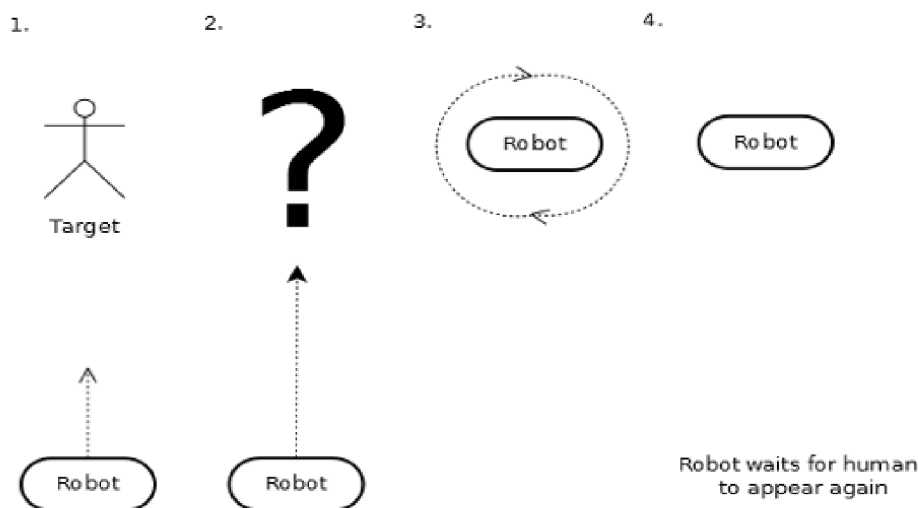 1.
2.
3.
4.
Target
?
Robot
Robot
Robot
Robot
Robot waits for human
to appear again